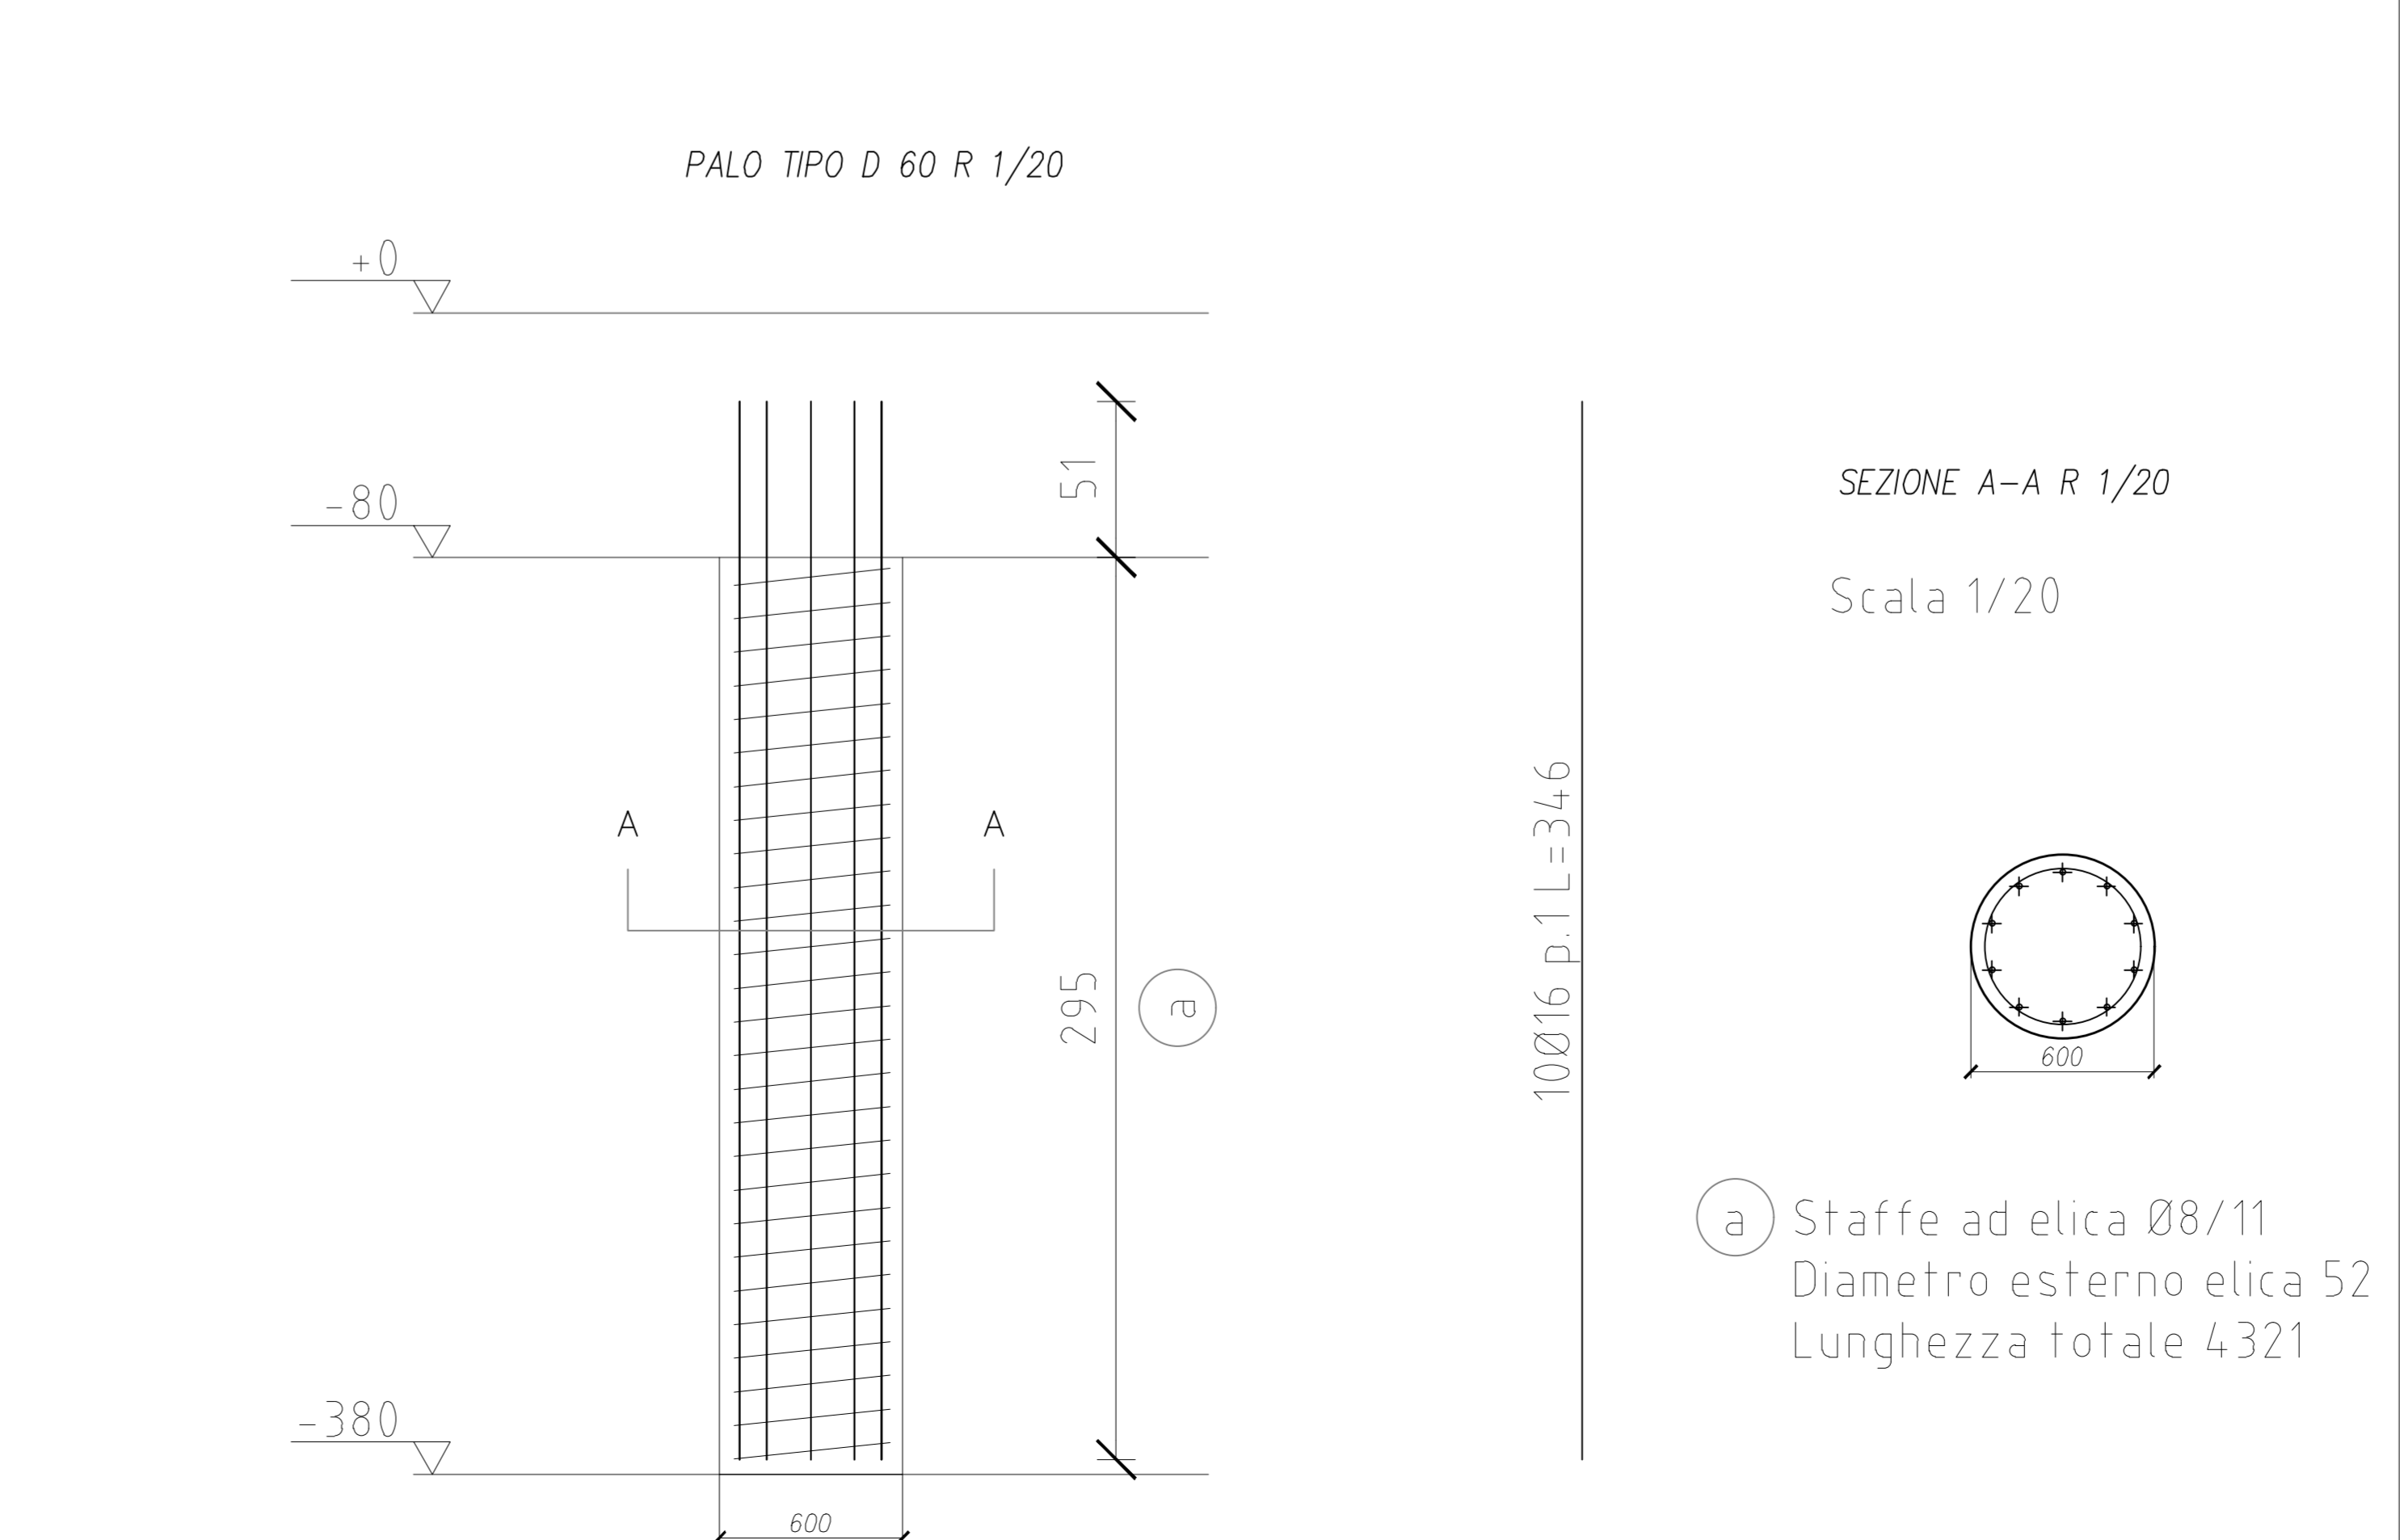 PALO TIPO D 60 R 1/20
+0
-80
-380
51
295
a
A
A
600
10Ø16 p.1 L=346
SEZIONE A-A R 1/20
Scala 1/20
600
a
Staffe ad elica Ø8/11
Diametro esterno elica 52
Lunghezza totale 4321